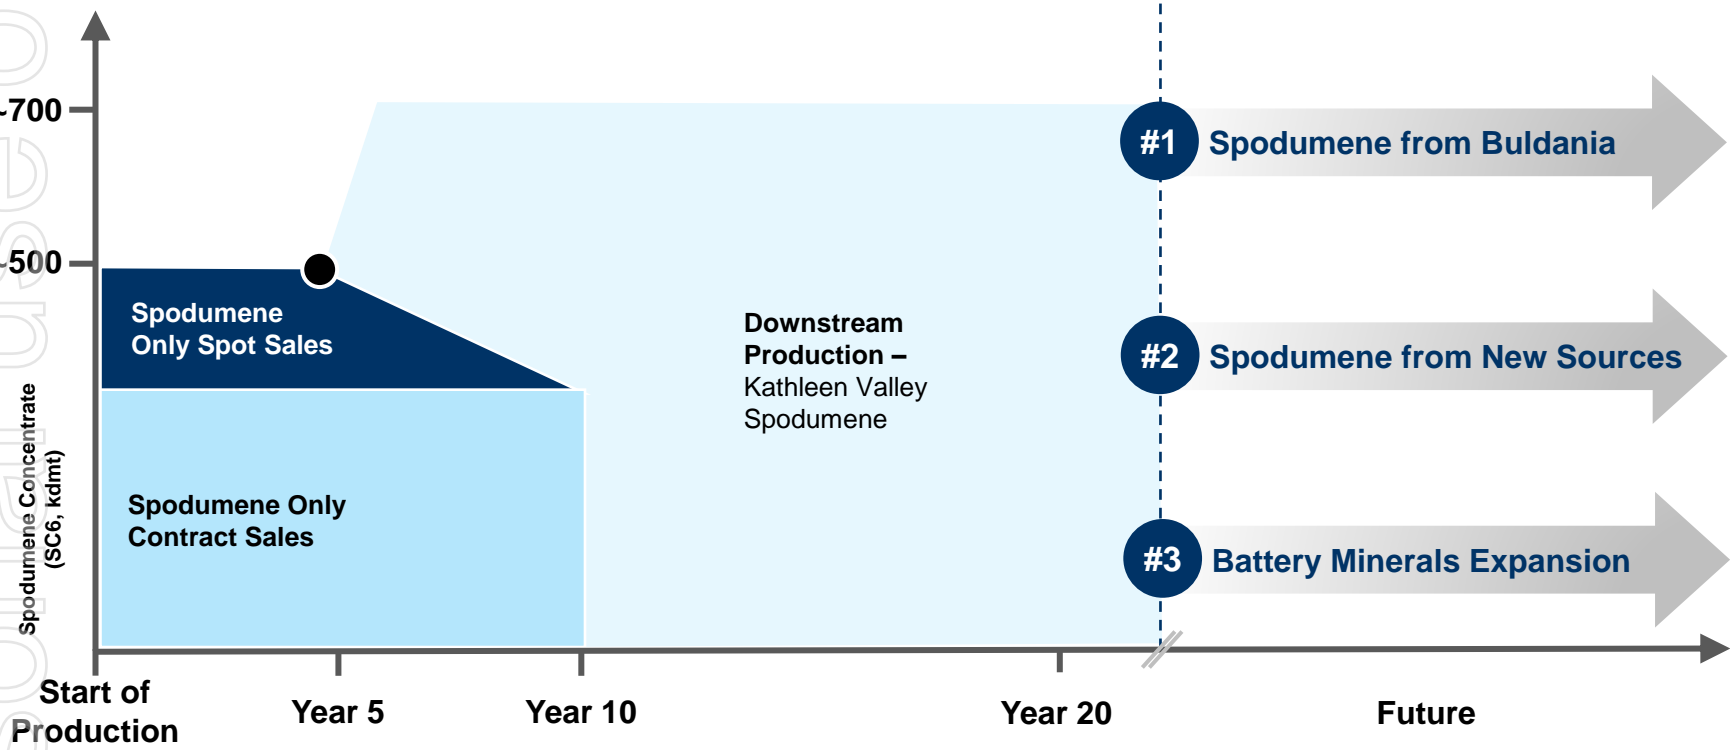 ~700
~500
Spodumene Concentrate
(SC6, kdmt)
Spodumene
Only Spot Sales
Spodumene Only
Contract Sales
Downstream
Production –
Kathleen Valley
Spodumene
#1 Spodumene from Buldania
#2 Spodumene from New Sources
#3 Battery Minerals Expansion
Start of
Production
Year 5
Year 10
Year 20
Future